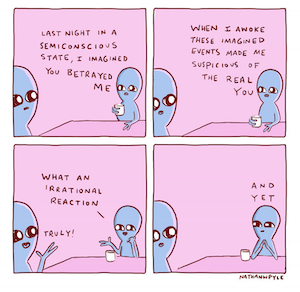 LAST NIGHT IN A
SEMICONSCIOUS
STATE, I IMAGINED
YOU BETRAYED
ME
WHEN I AWOKE
THESE IMAGINED
EVENTS MADE ME
SUSPICIOUS OF
THE REAL
YOU
WHAT AN
IRRATIONAL
REACTION
TRULY!
AND
YET
NATHANWPYLE